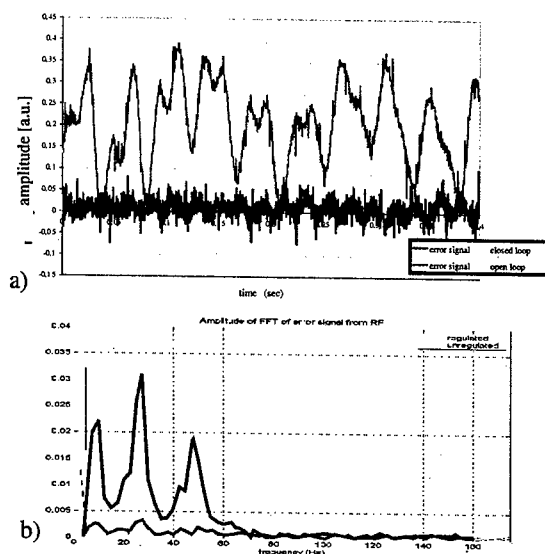 a)
amplitude [a.u.]
0.45
0.4
0.35
0.3
0.25
0.2
0.15
0.1
0.05
0
-0.05
-0.1
-0.15
error signal closed loop
error signal open loop
time (sec)
b)
Amplitude of FFT of error signal from RF
regulated
unregulated
0.04
0.035
0.03
0.025
0.02
0.015
0.01
0.005
0
0 20 40 60 80 100 120 140 160
frequency (Hz)